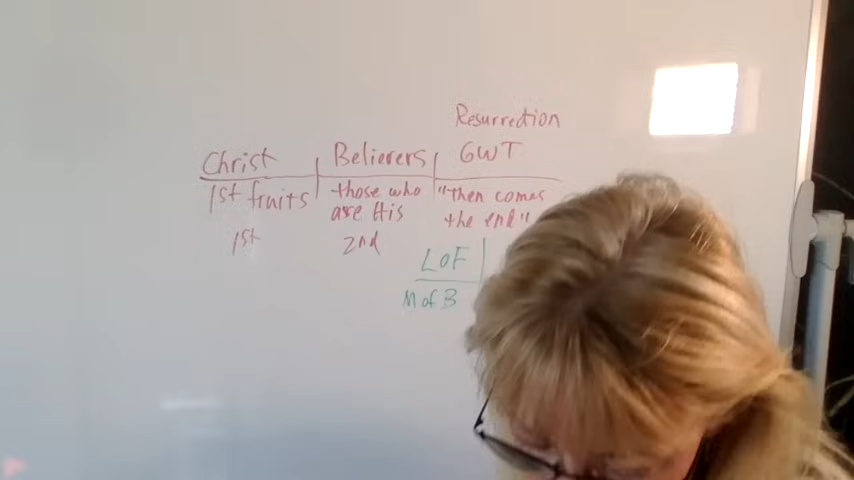 Resurrection
Christ Believers GWT
1st fruits those who "then comes
are His the end"
1st 2nd
LoF
M of B